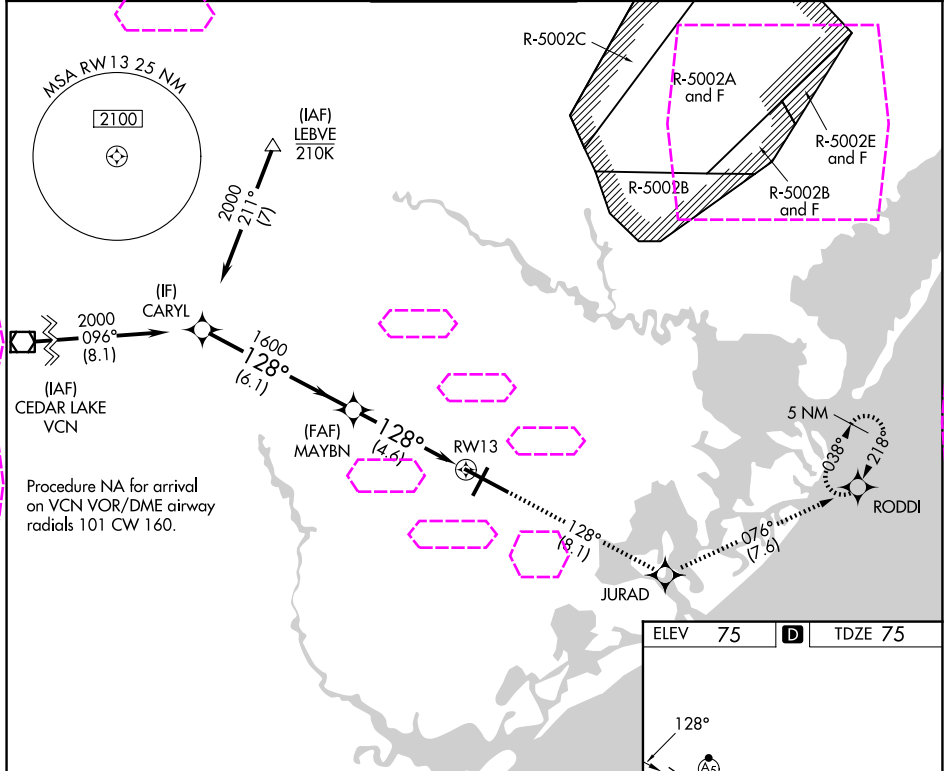 MSA RW 13 25 NM
2100
(IAF)
LEBVE
210K
2000
211°
(7)
R-5002C
R-5002A
and F
R-5002E
and F
R-5002B
R-5002B
and F
(IF)
CARYL
2000
096°
(8.1)
(IAF)
CEDAR LAKE
VCN
1600
128°
(6.1)
(FAF)
MAYBN
128°
(4.6)
RW13
5 NM
038°
218°
RODDI
Procedure NA for arrival
on VCN VOR/DME airway
radials 101 CW 160.
128°
(8.1)
076°
(7.6)
JURAD
ELEV 75 D TDZE 75
128°
A5